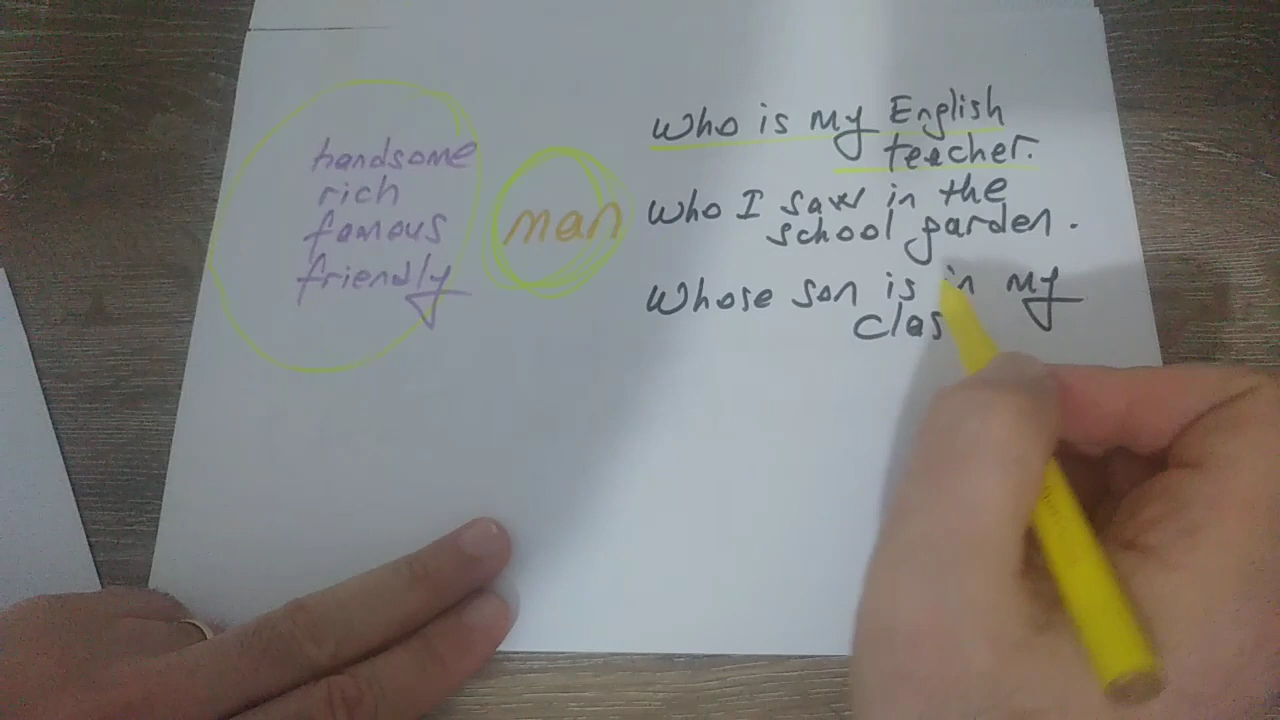 handsome
rich
famous
friendly
man
Who is my English
teacher.
Who I saw in the
school garden.
Whose son is in my
clas